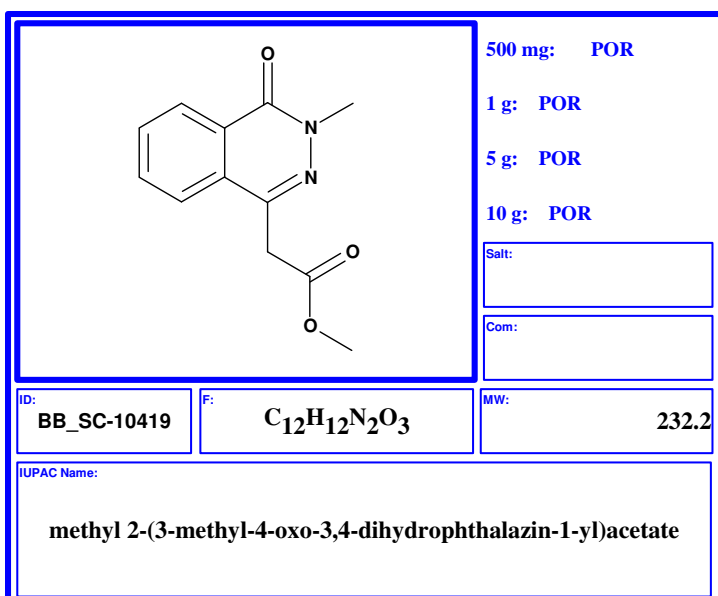 O
N
N
O
O
500 mg: POR
1 g: POR
5 g: POR
10 g: POR
Salt:
Com:
ID:
BB_SC-10419
F:
C12H12N2O3
MW:
232.2
IUPAC Name:
methyl 2-(3-methyl-4-oxo-3,4-dihydrophthalazin-1-yl)acetate